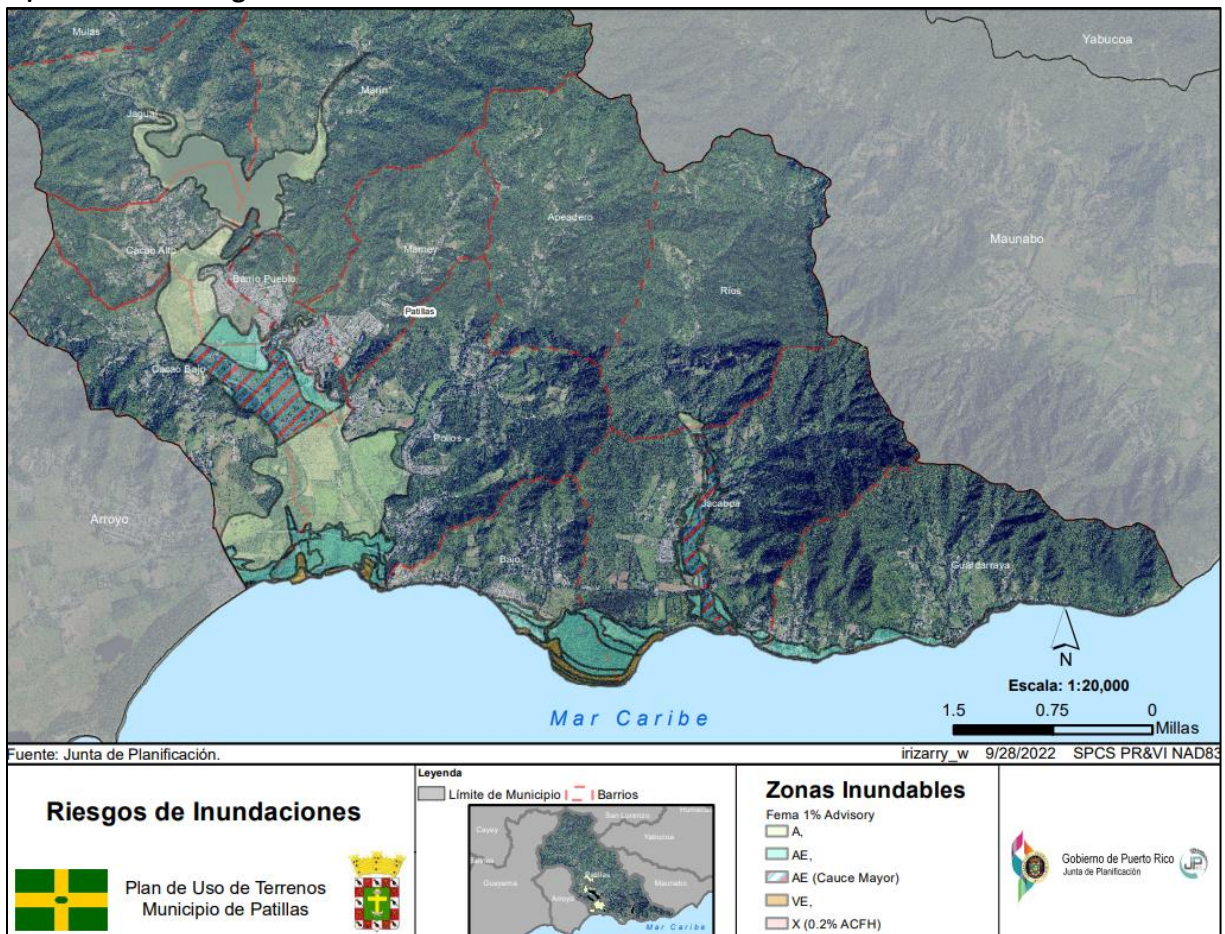 Mulas
Yabucoa
Marin
Jagual
Apeadero
Maunabo
Cacao Alto
Mamey
Barrio Pueblo
Rios
Patillas
Cacao Bajo
Pollos
Jacaboa
Arroyo
Bajo
Guardarraya
N
Escala: 1:20,000
1.5 0.75 0
Millas
Mar Caribe
Fuente: Junta de Planificación.
irizarry_w 9/28/2022 SPCS PR&VI NAD83
Riesgos de Inundaciones
Plan de Uso de Terrenos
Municipio de Patillas
Leyenda
Límite de Municipio Barrios
Cayey
San Lorenzo
Yabucoa
Guayama
Patillas
Maunabo
Arroyo
Mar Caribe
Zonas Inundables
Fema 1% Advisory
A,
AE,
AE (Cauce Mayor)
VE,
X (0.2% ACFH)
Gobierno de Puerto Rico
Junta de Planificación
JP